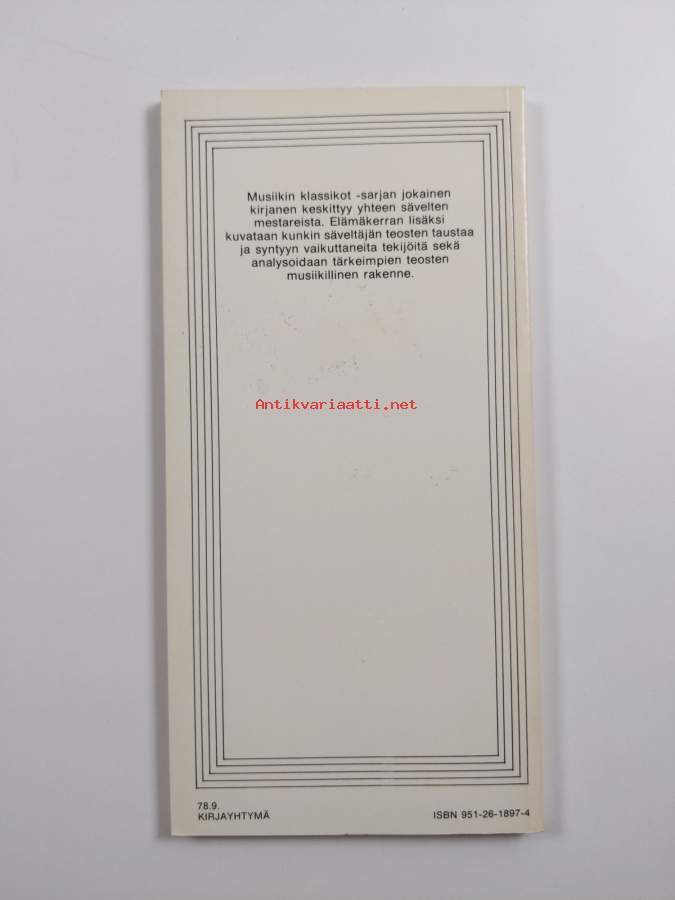 Musiikin klassikot -sarjan jokainen
kirjanen keskittyy yhteen sävelten
mestareista. Elämäkerran lisäksi
kuvataan kunkin säveltäjän teosten taustaa
ja syntyyn vaikuttaneita tekijöitä sekä
analysoidaan tärkeimpien teosten
musiikillinen rakenne.
Antikvariaatti.net
78.9.
KIRJAYHTYMÄ
ISBN 951-26-1897-4